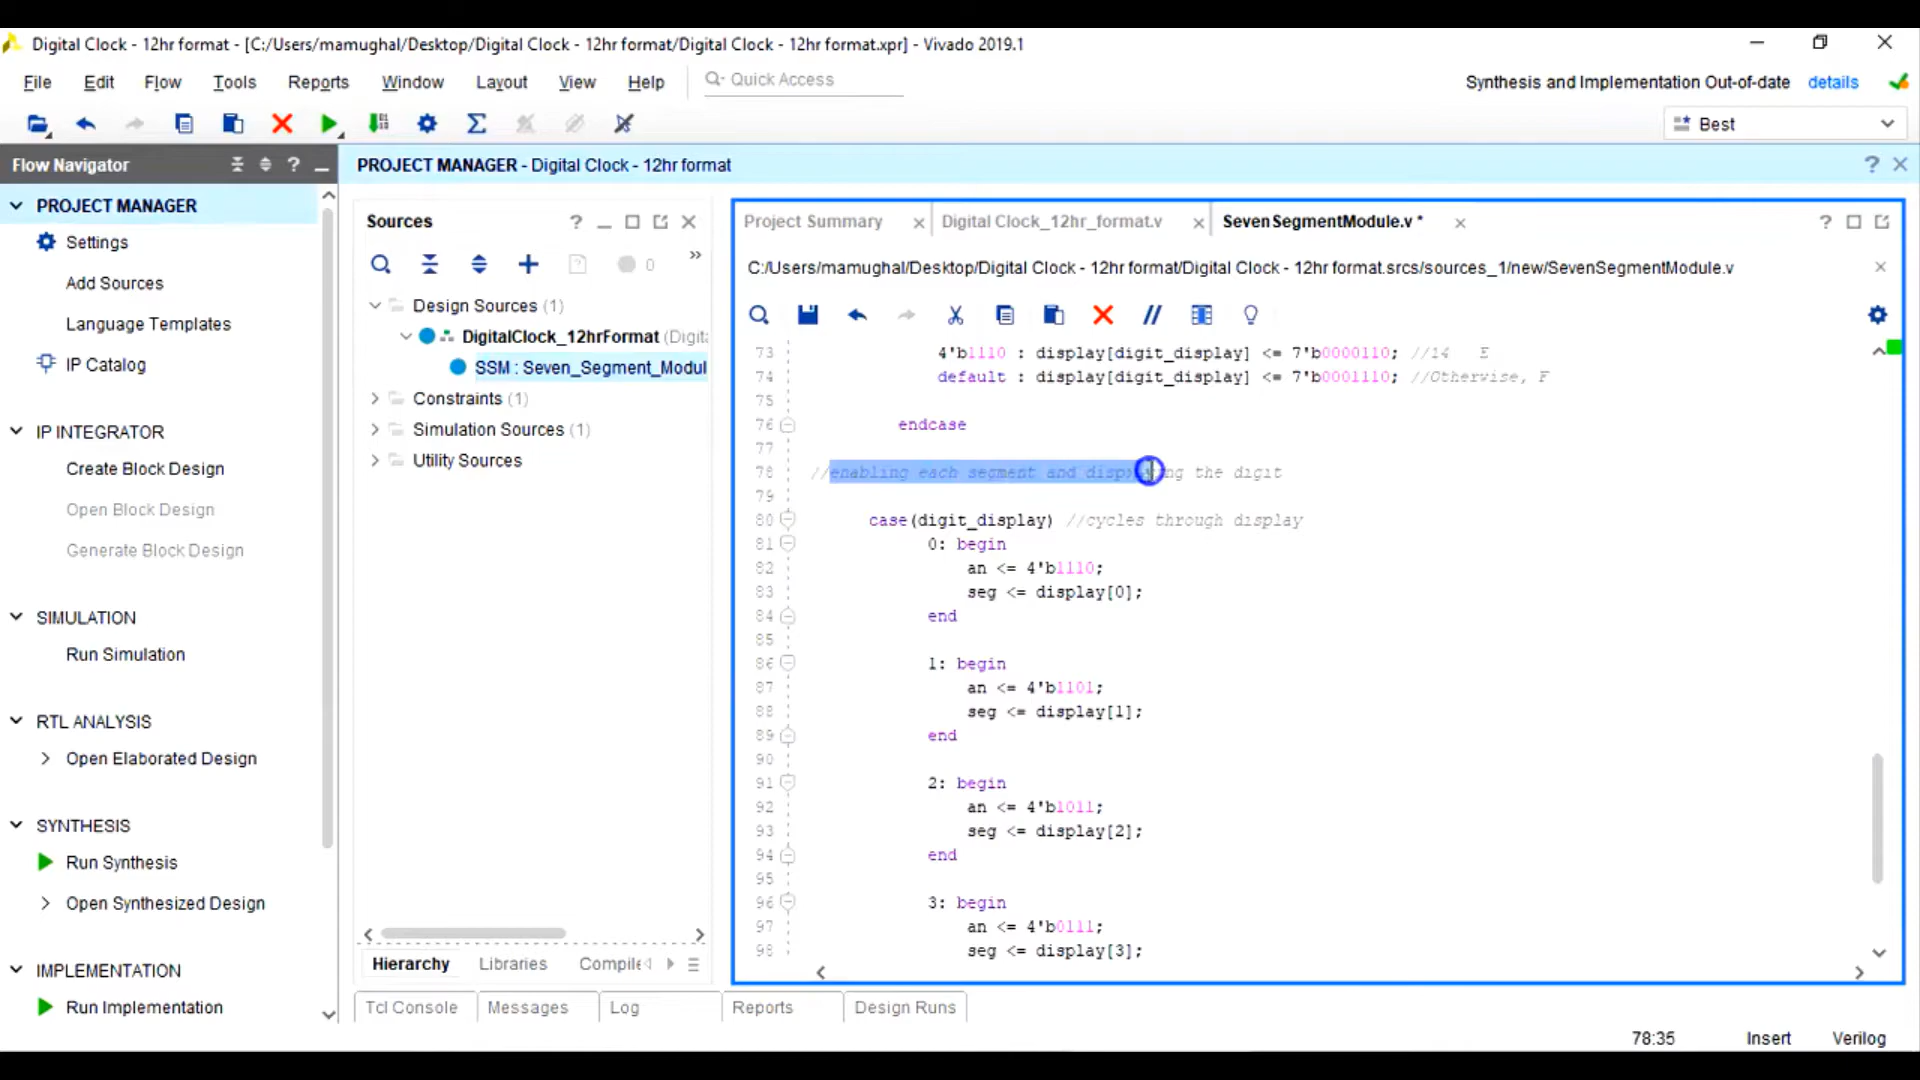 Digital Clock - 12hr format - [C:/Users/mamughal/Desktop/Digital Clock - 12hr format/Digital Clock - 12hr format.xpr] - Vivado 2019.1
File Edit Flow Tools Reports Window Layout View Help Quick Access
Synthesis and Implementation Out-of-date details
Best
Flow Navigator
PROJECT MANAGER
Settings
Add Sources
Language Templates
IP Catalog
IP INTEGRATOR
Create Block Design
Open Block Design
Generate Block Design
SIMULATION
Run Simulation
RTL ANALYSIS
Open Elaborated Design
SYNTHESIS
Run Synthesis
Open Synthesized Design
IMPLEMENTATION
Run Implementation
PROJECT MANAGER - Digital Clock - 12hr format
Sources
0
Design Sources (1)
DigitalClock_12hrFormat (Digit
SSM : Seven_Segment_Modul
Constraints (1)
Simulation Sources (1)
Utility Sources
Hierarchy Libraries Compile
Project Summary Digital Clock_12hr_format.v SevenSegmentModule.v *
C:/Users/mamughal/Desktop/Digital Clock - 12hr format/Digital Clock - 12hr format.srcs/sources_1/new/SevenSegmentModule.v
73 4'b1110 : display[digit_display] <= 7'b0000110; //14 E
74 default : display[digit_display] <= 7'b0001110; //Otherwise, F
75
76 endcase
77
78 //enabling each segment and displaying the digit
79
80 case(digit_display) //cycles through display
81 0: begin
82 an <= 4'b1110;
83 seg <= display[0];
84 end
85
86 1: begin
87 an <= 4'b1101;
88 seg <= display[1];
89 end
90
91 2: begin
92 an <= 4'b1011;
93 seg <= display[2];
94 end
95
96 3: begin
97 an <= 4'b0111;
98 seg <= display[3];
Tcl Console Messages Log Reports Design Runs
78:35 Insert Verilog